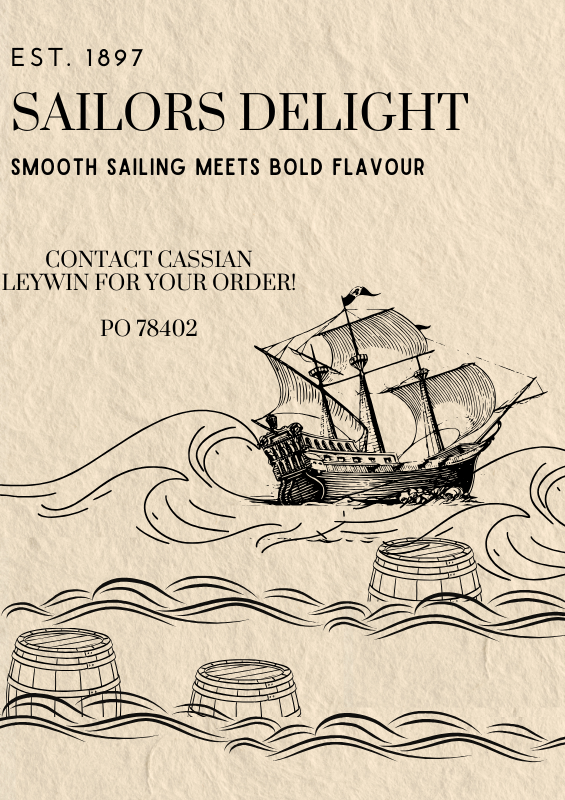 EST. 1897
SAILORS DELIGHT
SMOOTH SAILING MEETS BOLD FLAVOUR
CONTACT CASSIAN
LEYWIN FOR YOUR ORDER!
PO 78402